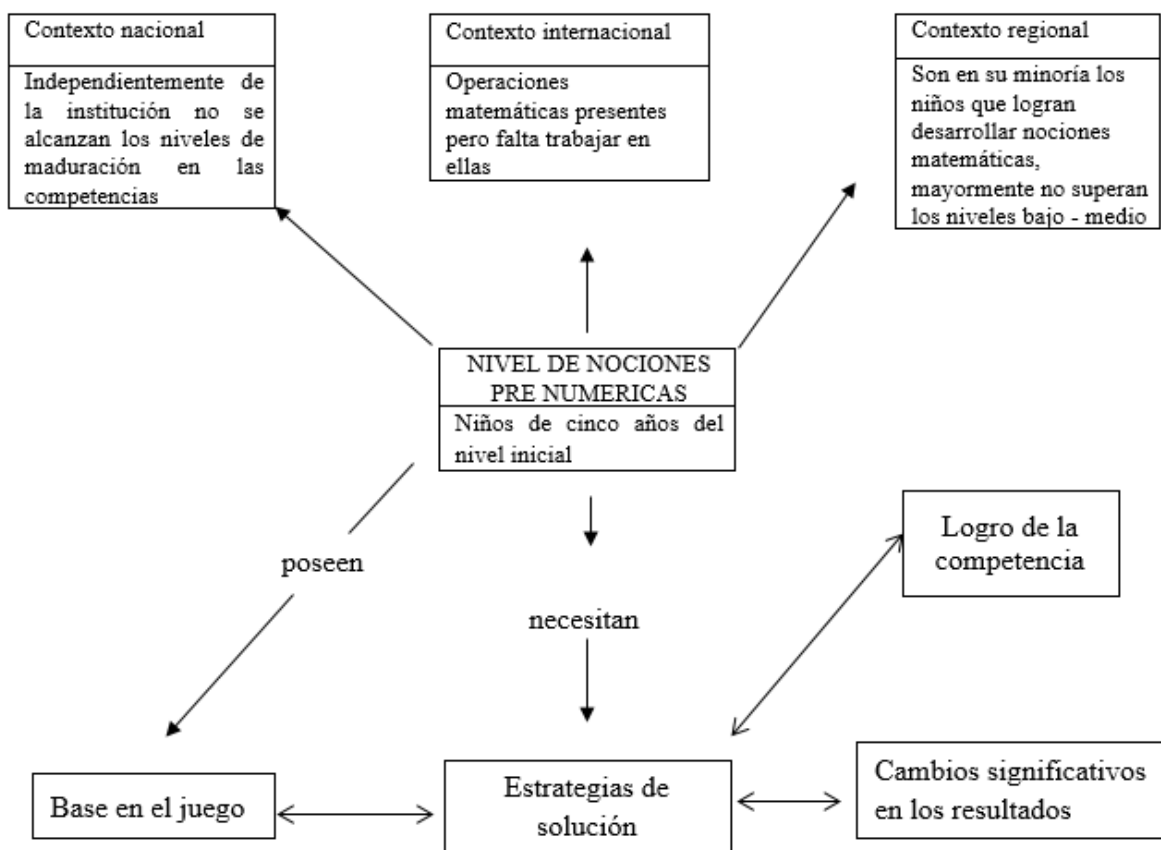 Contexto nacional
Independientemente de
la institución no se
alcanzan los niveles de
maduración en las
competencias
Contexto internacional
Operaciones
matemáticas presentes
pero falta trabajar en
ellas
Contexto regional
Son en su minoría los
niños que logran
desarrollar nociones
matemáticas,
mayormente no superan
los niveles bajo - medio
NIVEL DE NOCIONES
PRE NUMERICAS
Niños de cinco años del
nivel inicial
poseen
necesitan
Logro de la
competencia
Base en el juego
Estrategias de
solución
Cambios significativos
en los resultados